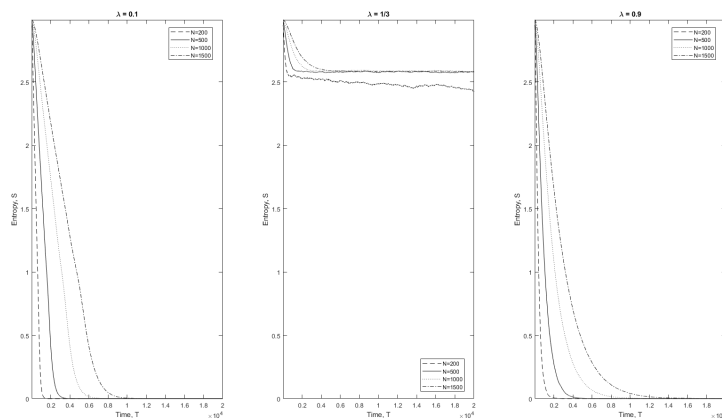 λ = 0.1
Entropy, S
2.5
2
1.5
1
0.5
0
0.2 0.4 0.6 0.8 1 1.2 1.4 1.6 1.8 2
Time, T
×10⁴
N=200
N=500
N=1000
N=1500
λ = 1/3
Entropy, S
2.5
2
1.5
1
0.5
0
0.2 0.4 0.6 0.8 1 1.2 1.4 1.6 1.8 2
Time, T
×10⁴
N=200
N=500
N=1000
N=1500
λ = 0.9
Entropy, S
2.5
2
1.5
1
0.5
0
0.2 0.4 0.6 0.8 1 1.2 1.4 1.6 1.8 2
Time, T
×10⁴
N=200
N=500
N=1000
N=1500